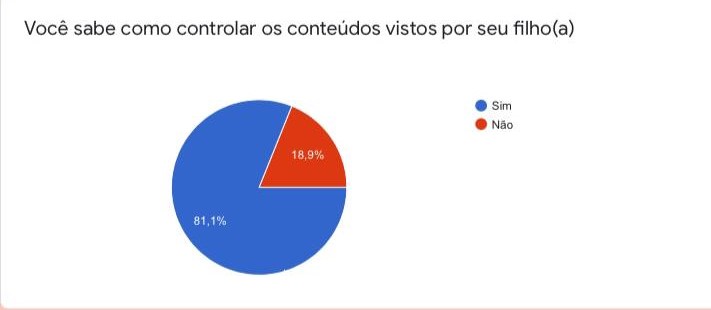 Você sabe como controlar os conteúdos vistos por seu filho(a)
Sim
Não
18,9%
81,1%